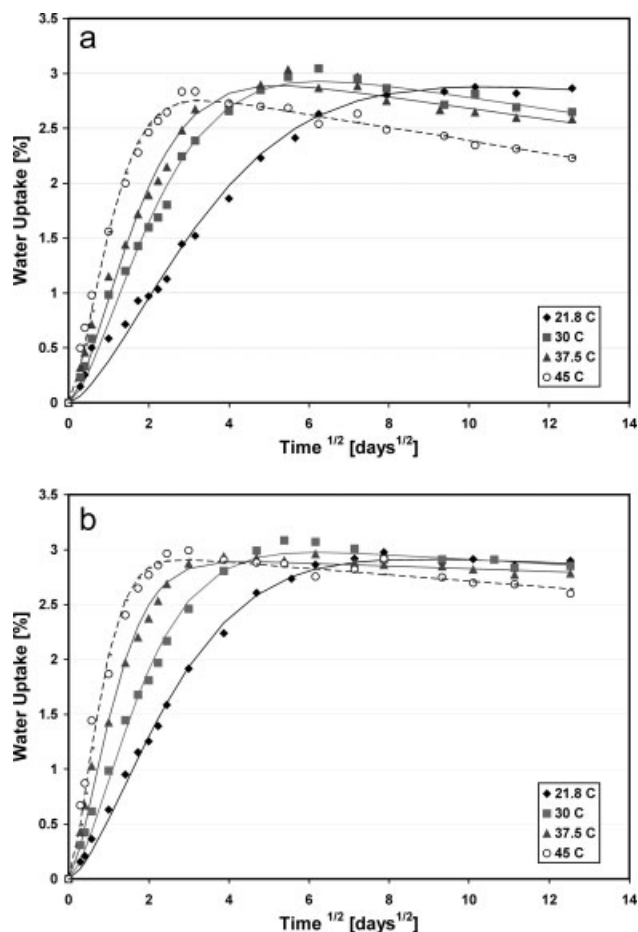 a
3.5
3
2.5
2
1.5
1
0.5
0
Water Uptake [%]
21.8 C
30 C
37.5 C
45 C
0 2 4 6 8 10 12 14
Time 1/2 [days1/2]
b
3.5
3
2.5
2
1.5
1
0.5
0
Water Uptake [%]
21.8 C
30 C
37.5 C
45 C
0 2 4 6 8 10 12 14
Time 1/2 [days1/2]